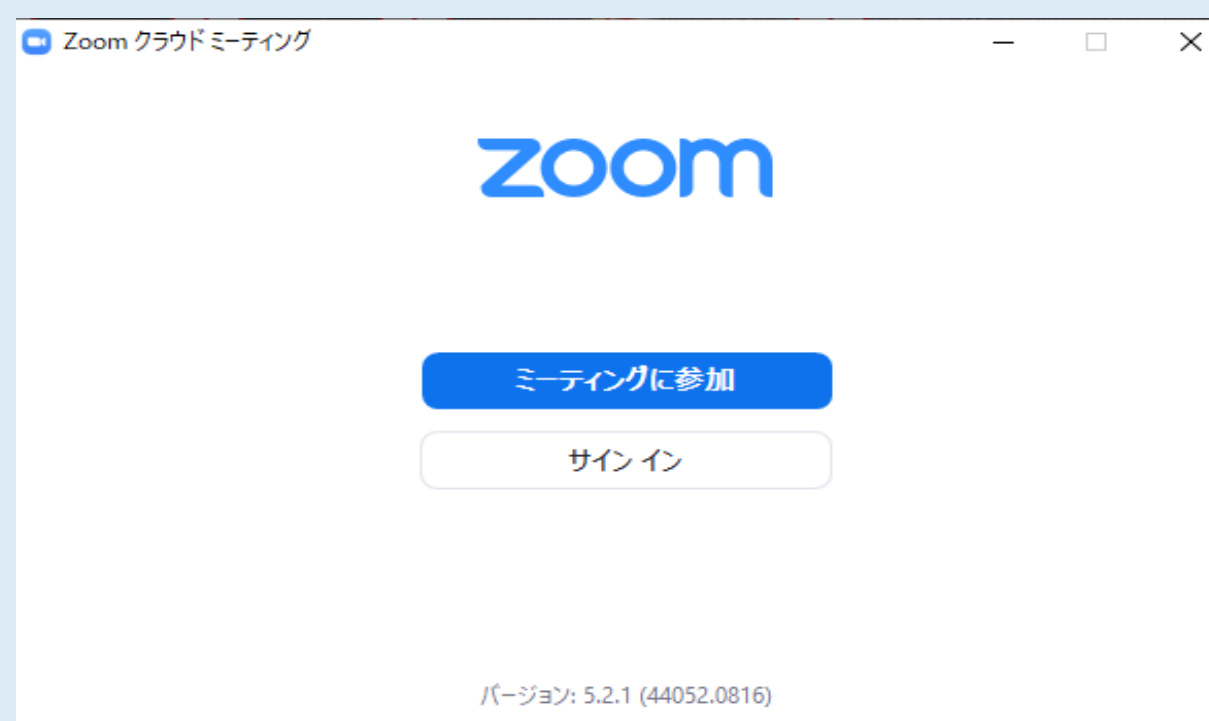 Zoom クラウド ミーティング
zoom
ミーティングに参加
サイン イン
バージョン: 5.2.1 (44052.0816)